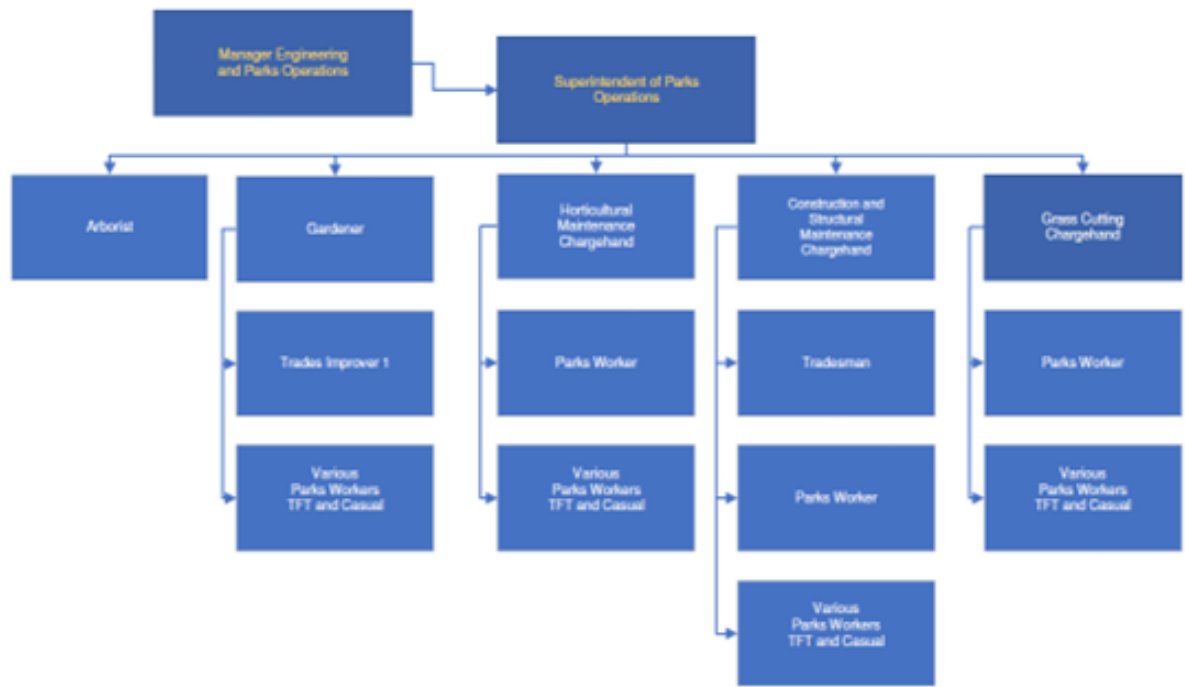 Manager Engineering
and Parks Operations
Superintendent of Parks
Operations
Arborist
Gardener
Horticultural
Maintenance
Chargehand
Construction and
Structural
Maintenance
Chargehand
Grass Cutting
Chargehand
Trades Improver 1
Parks Worker
Tradesman
Parks Worker
Various
Parks Workers
TFT and Casual
Various
Parks Workers
TFT and Casual
Parks Worker
Various
Parks Workers
TFT and Casual
Various
Parks Workers
TFT and Casual